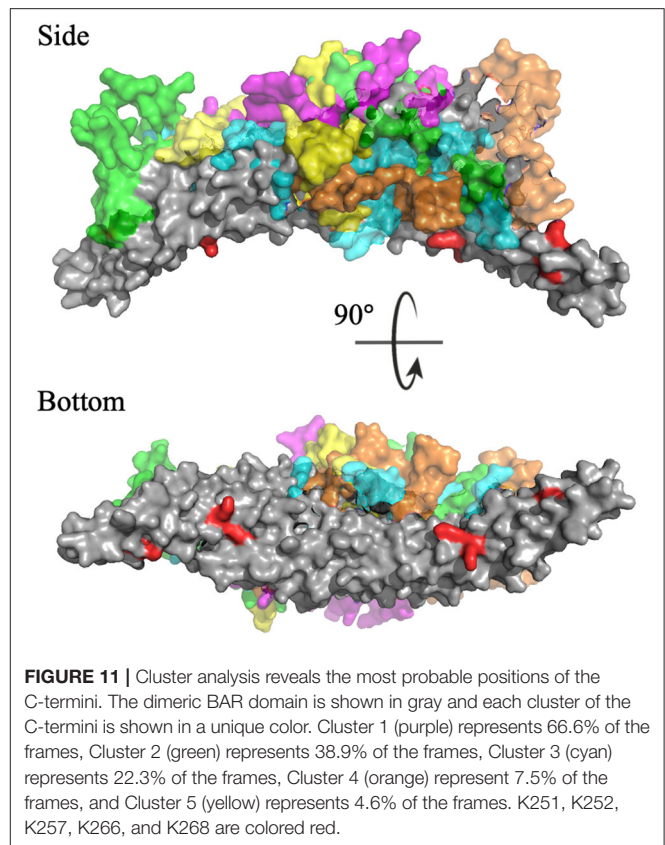 Side
90°
Bottom
FIGURE 11 | Cluster analysis reveals the most probable positions of the
C-termini. The dimeric BAR domain is shown in gray and each cluster of the
C-termini is shown in a unique color. Cluster 1 (purple) represents 66.6% of the
frames, Cluster 2 (green) represents 38.9% of the frames, Cluster 3 (cyan)
represents 22.3% of the frames, Cluster 4 (orange) represent 7.5% of the
frames, and Cluster 5 (yellow) represents 4.6% of the frames. K251, K252,
K257, K266, and K268 are colored red.